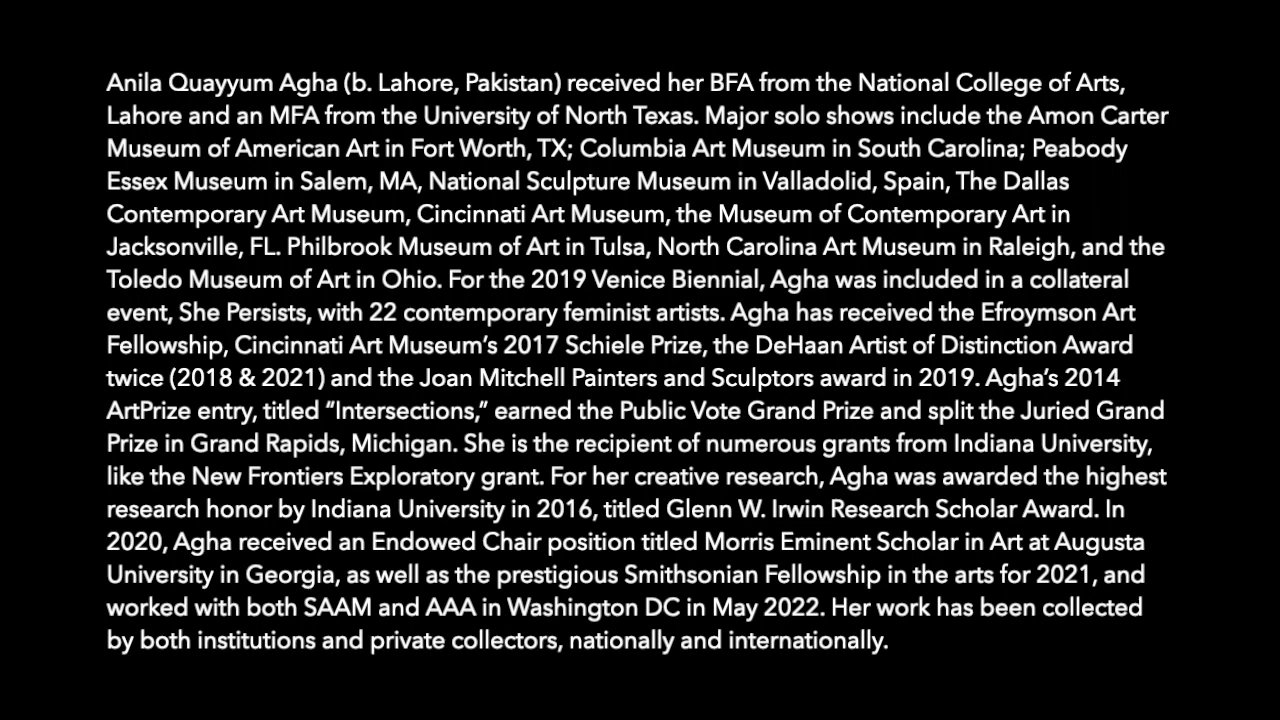 Anila Quayyum Agha (b. Lahore, Pakistan) received her BFA from the National College of Arts,
Lahore and an MFA from the University of North Texas. Major solo shows include the Amon Carter
Museum of American Art in Fort Worth, TX; Columbia Art Museum in South Carolina; Peabody
Essex Museum in Salem, MA, National Sculpture Museum in Valladolid, Spain, The Dallas
Contemporary Art Museum, Cincinnati Art Museum, the Museum of Contemporary Art in
Jacksonville, FL. Philbrook Museum of Art in Tulsa, North Carolina Art Museum in Raleigh, and the
Toledo Museum of Art in Ohio. For the 2019 Venice Biennial, Agha was included in a collateral
event, She Persists, with 22 contemporary feminist artists. Agha has received the Efroymson Art
Fellowship, Cincinnati Art Museum’s 2017 Schiele Prize, the DeHaan Artist of Distinction Award
twice (2018 & 2021) and the Joan Mitchell Painters and Sculptors award in 2019. Agha’s 2014
ArtPrize entry, titled “Intersections,” earned the Public Vote Grand Prize and split the Juried Grand
Prize in Grand Rapids, Michigan. She is the recipient of numerous grants from Indiana University,
like the New Frontiers Exploratory grant. For her creative research, Agha was awarded the highest
research honor by Indiana University in 2016, titled Glenn W. Irwin Research Scholar Award. In
2020, Agha received an Endowed Chair position titled Morris Eminent Scholar in Art at Augusta
University in Georgia, as well as the prestigious Smithsonian Fellowship in the arts for 2021, and
worked with both SAAM and AAA in Washington DC in May 2022. Her work has been collected
by both institutions and private collectors, nationally and internationally.